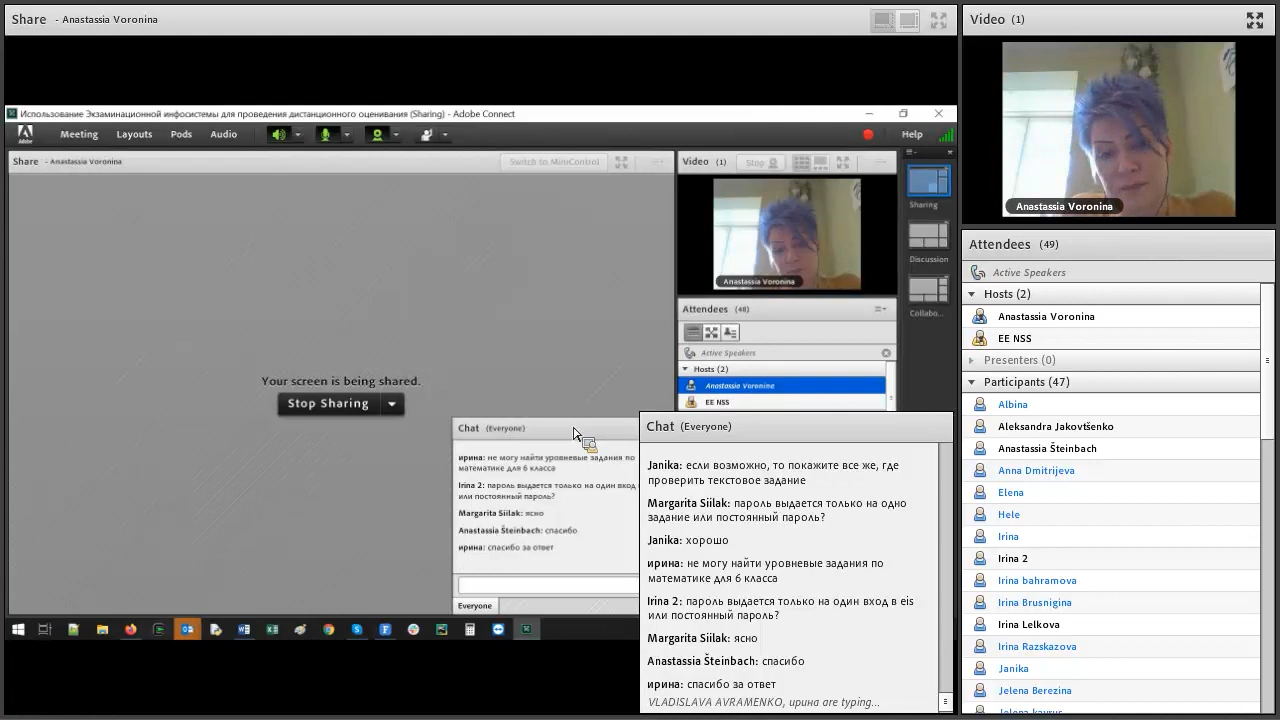 Share - Anastassia Voronina
Использование Экзаминационной инфосистемы для проведения дистанционного оценивания (Sharing) - Adobe Connect
Adobe
Meeting Layouts Pods Audio Help
Share - Anastassia Voronina
Switch to MiniControl
Your screen is being shared.
Stop Sharing
Video (1) Stop
Anastassia Voronina
Attendees (48)
Active Speakers
Hosts (2)
Anastassia Voronina
EE NSS
Sharing
Discussion
Collabo...
Chat (Everyone)
ирина: не могу найти уровневые задания по
математике для 6 класса
Irina 2: пароль выдается только на один вход
или постоянный пароль?
Margarita Siilak: ясно
Anastassia Šteinbach: спасибо
ирина: спасибо за ответ
Everyone
Chat (Everyone)
Janika: если возможно, то покажите все же, где
проверить текстовое задание
Margarita Siilak: пароль выдается только на одно
задание или постоянный пароль?
Janika: хорошо
ирина: не могу найти уровневые задания по
математике для 6 класса
Irina 2: пароль выдается только на один вход в eis
или постоянный пароль?
Margarita Siilak: ясно
Anastassia Šteinbach: спасибо
ирина: спасибо за ответ
VLADISLAVA AVRAMENKO, ирина are typing...
Video (1)
Anastassia Voronina
Attendees (49)
Active Speakers
Hosts (2)
Anastassia Voronina
EE NSS
Presenters (0)
Participants (47)
Albina
Aleksandra Jakovtšenko
Anastassia Šteinbach
Anna Dmitrijeva
Elena
Hele
Irina
Irina 2
Irina bahramova
Irina Brusnigina
Irina Lelkova
Irina Razskazova
Janika
Jelena Berezina
Jelena kavrus